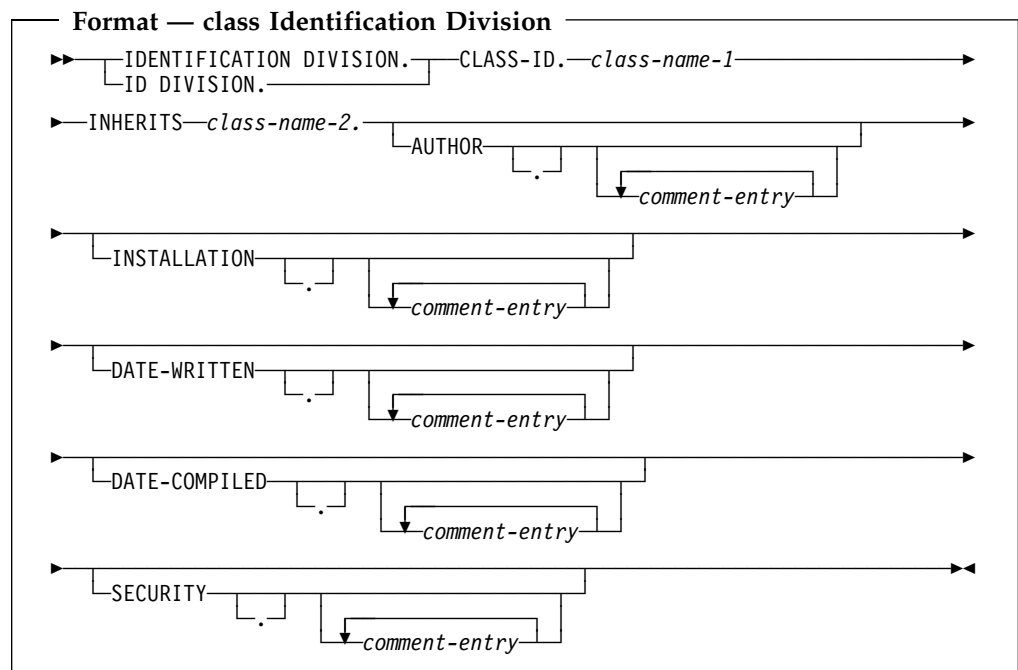 Format — class Identification Division
IDENTIFICATION DIVISION. CLASS-ID. class-name-1
ID DIVISION.
INHERITS class-name-2.
AUTHOR
.
comment-entry
INSTALLATION
.
comment-entry
DATE-WRITTEN
.
comment-entry
DATE-COMPILED
.
comment-entry
SECURITY
.
comment-entry